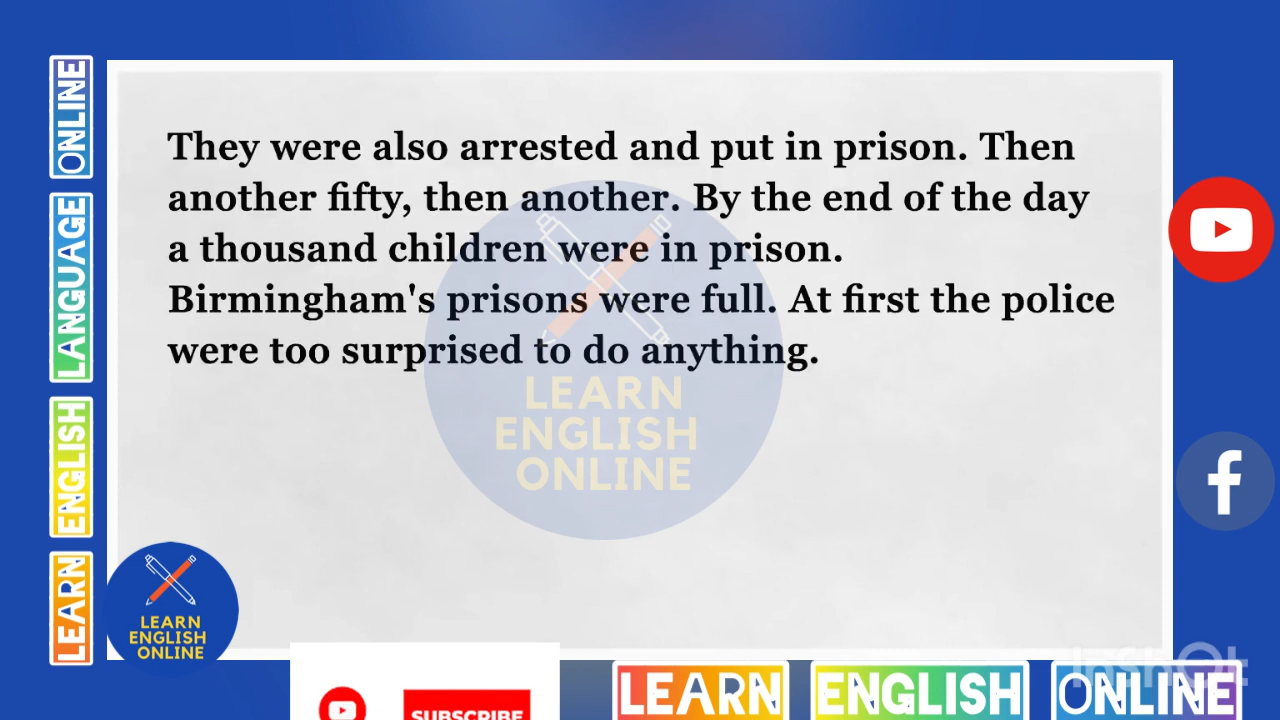 They were also arrested and put in prison. Then
another fifty, then another. By the end of the day
a thousand children were in prison.
Birmingham's prisons were full. At first the police
were too surprised to do anything.
LEARN
ENGLISH
ONLINE
LEARN ENGLISH LANGUAGE ONLINE
LEARN
ENGLISH
ONLINE
SUBSCRIBE
LEARN ENGLISH ONLINE
InShOt